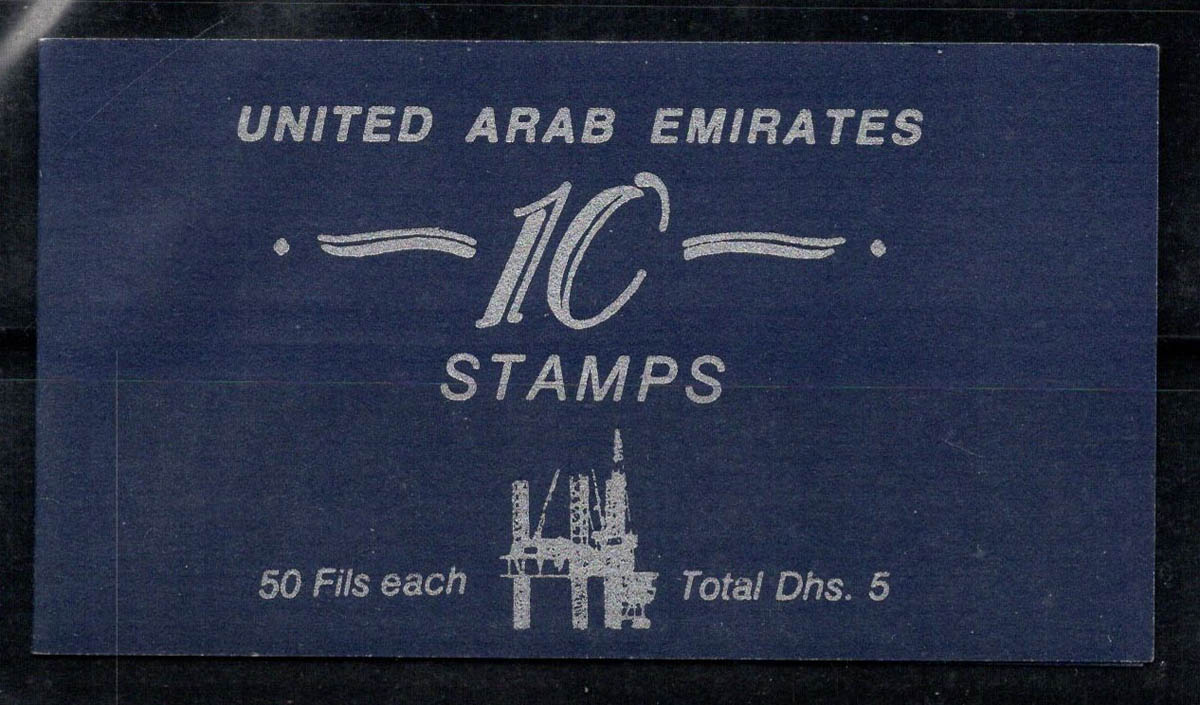 UNITED ARAB EMIRATES
10
STAMPS
50 Fils each
Total Dhs. 5